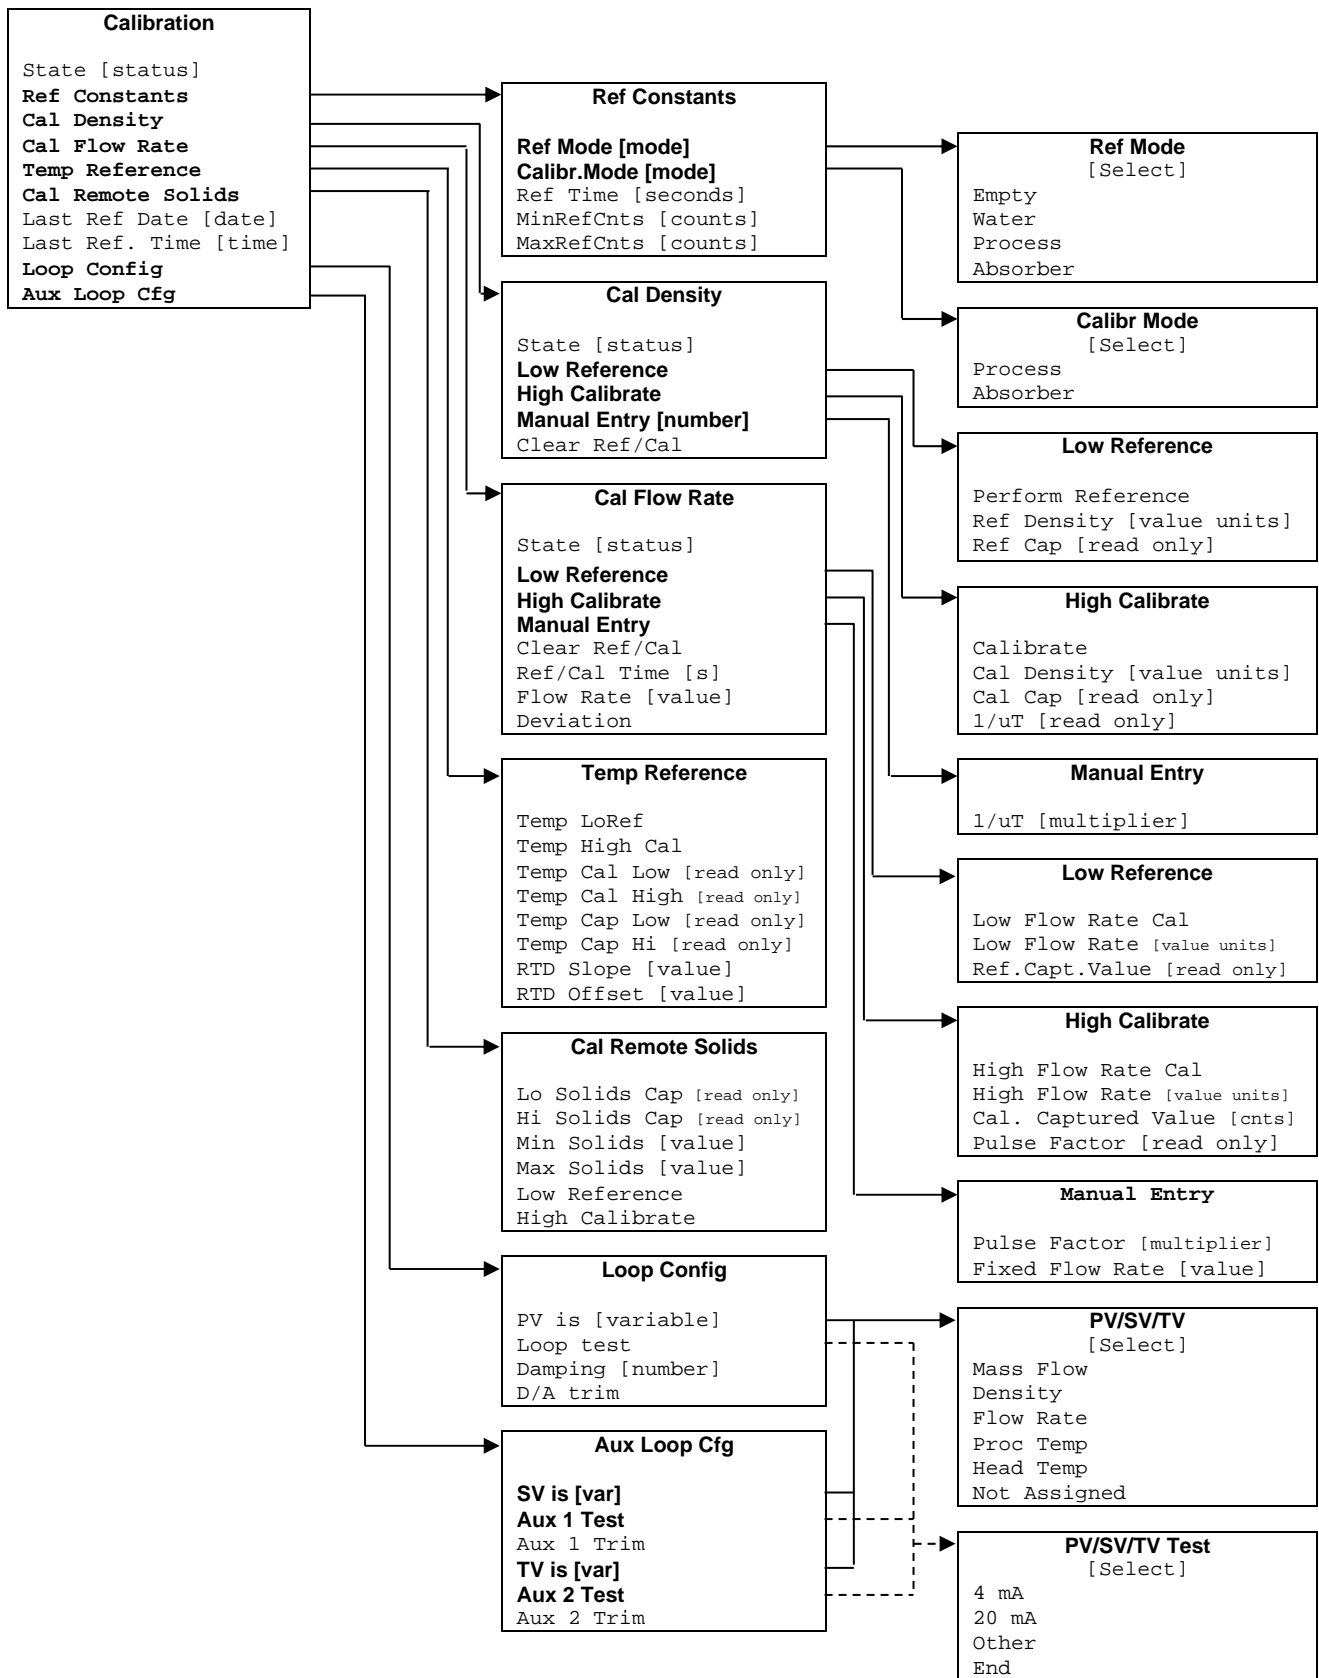 Calibration
State [status]
Ref Constants
Cal Density
Cal Flow Rate
Temp Reference
Cal Remote Solids
Last Ref Date [date]
Last Ref. Time [time]
Loop Config
Aux Loop Cfg
Ref Constants
Ref Mode [mode]
Calibr.Mode [mode]
Ref Time [seconds]
MinRefCnts [counts]
MaxRefCnts [counts]
Cal Density
State [status]
Low Reference
High Calibrate
Manual Entry [number]
Clear Ref/Cal
Cal Flow Rate
State [status]
Low Reference
High Calibrate
Manual Entry
Clear Ref/Cal
Ref/Cal Time [s]
Flow Rate [value]
Deviation
Temp Reference
Temp LoRef
Temp High Cal
Temp Cal Low [read only]
Temp Cal High [read only]
Temp Cap Low [read only]
Temp Cap Hi [read only]
RTD Slope [value]
RTD Offset [value]
Cal Remote Solids
Lo Solids Cap [read only]
Hi Solids Cap [read only]
Min Solids [value]
Max Solids [value]
Low Reference
High Calibrate
Loop Config
PV is [variable]
Loop test
Damping [number]
D/A trim
Aux Loop Cfg
SV is [var]
Aux 1 Test
Aux 1 Trim
TV is [var]
Aux 2 Test
Aux 2 Trim
Ref Mode
[Select]
Empty
Water
Process
Absorber
Calibr Mode
[Select]
Process
Absorber
Low Reference
Perform Reference
Ref Density [value units]
Ref Cap [read only]
High Calibrate
Calibrate
Cal Density [value units]
Cal Cap [read only]
1/uT [read only]
Manual Entry
1/uT [multiplier]
Low Reference
Low Flow Rate Cal
Low Flow Rate [value units]
Ref.Capt.Value [read only]
High Calibrate
High Flow Rate Cal
High Flow Rate [value units]
Cal. Captured Value [cnts]
Pulse Factor [read only]
Manual Entry
Pulse Factor [multiplier]
Fixed Flow Rate [value]
PV/SV/TV
[Select]
Mass Flow
Density
Flow Rate
Proc Temp
Head Temp
Not Assigned
PV/SV/TV Test
[Select]
4 mA
20 mA
Other
End